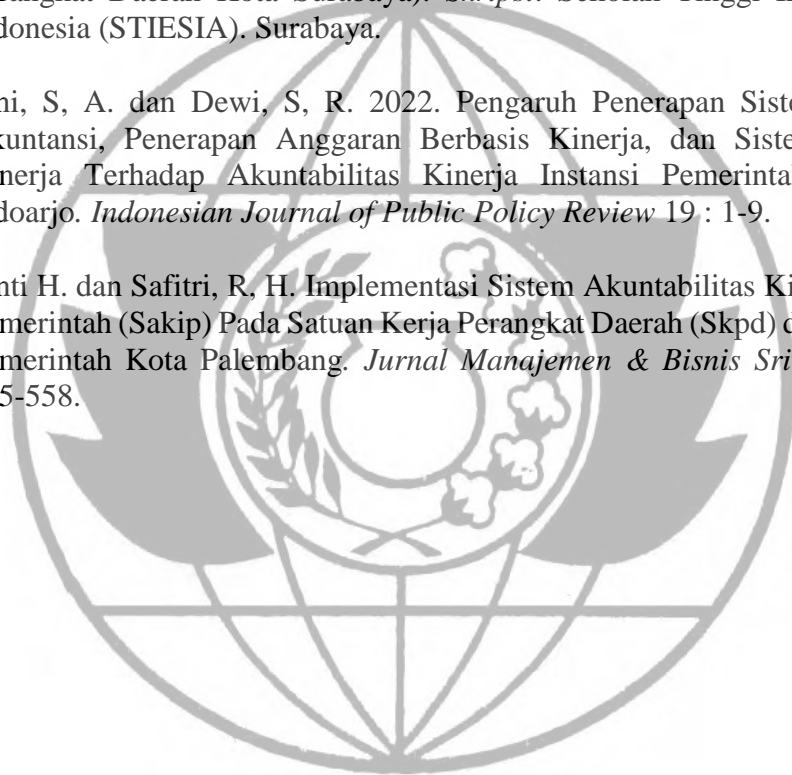 rangkat Daerah Kota Surabaya). Skripsi. Sekolah Tinggi
donesia (STIESIA). Surabaya.
ni, S, A. dan Dewi, S, R. 2022. Pengaruh Penerapan Siste
kuntansi, Penerapan Anggaran Berbasis Kinerja, dan Siste
nerja Terhadap Akuntabilitas Kinerja Instansi Pemerintah
doarjo. Indonesian Journal of Public Policy Review 19 : 1-9.
nti H. dan Safitri, R, H. Implementasi Sistem Akuntabilitas Ki
merintah (Sakip) Pada Satuan Kerja Perangkat Daerah (Skpd) d
merintah Kota Palembang. Jurnal Manajemen & Bisnis Sri
5-558.